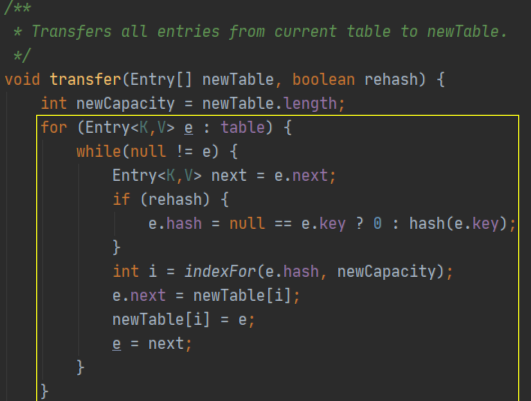 /**
 * Transfers all entries from current table to newTable.
 */
void transfer(Entry[] newTable, boolean rehash) {
    int newCapacity = newTable.length;
    for (Entry<K,V> e : table) {
        while(null != e) {
            Entry<K,V> next = e.next;
            if (rehash) {
                e.hash = null == e.key ? 0 : hash(e.key);
            }
            int i = indexFor(e.hash, newCapacity);
            e.next = newTable[i];
            newTable[i] = e;
            e = next;
        }
    }